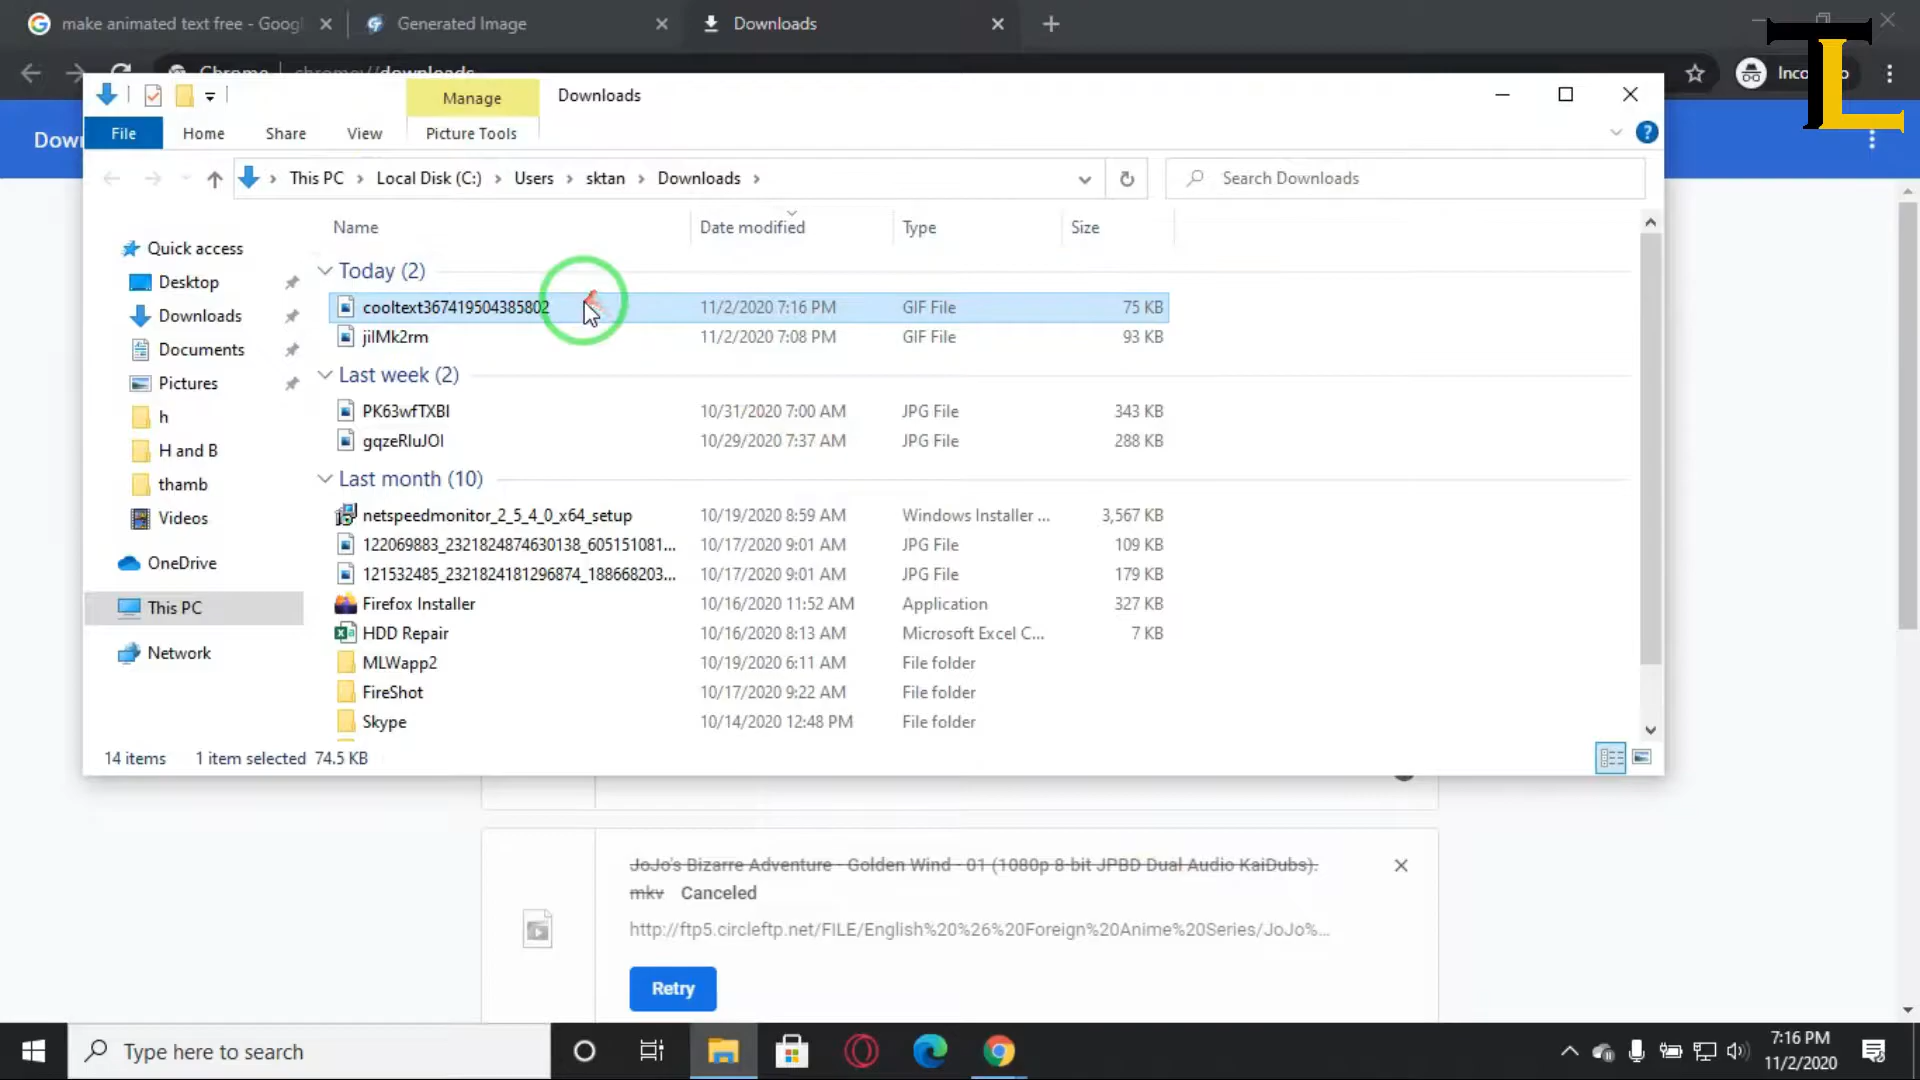 make animated text free - Goog
Generated Image
Downloads
Chrome
chrome://downloads
TL
Manage
Downloads
File
Home
Share
View
Picture Tools
Down
This PC
Local Disk (C:)
Users
sktan
Downloads
Search Downloads
Name
Date modified
Type
Size
Quick access
Desktop
Downloads
Documents
Pictures
h
H and B
thamb
Videos
OneDrive
This PC
Network
Today (2)
cooltext367419504385802 11/2/2020 7:16 PM GIF File 75 KB
jilMk2rm 11/2/2020 7:08 PM GIF File 93 KB
Last week (2)
PK63wfTXBI 10/31/2020 7:00 AM JPG File 343 KB
gqzeRluJOI 10/29/2020 7:37 AM JPG File 288 KB
Last month (10)
netspeedmonitor_2_5_4_0_x64_setup 10/19/2020 8:59 AM Windows Installer ... 3,567 KB
122069883_2321824874630138_605151081... 10/17/2020 9:01 AM JPG File 109 KB
121532485_2321824181296874_188668203... 10/17/2020 9:01 AM JPG File 179 KB
Firefox Installer 10/16/2020 11:52 AM Application 327 KB
HDD Repair 10/16/2020 8:13 AM Microsoft Excel C... 7 KB
MLWapp2 10/19/2020 6:11 AM File folder
FireShot 10/17/2020 9:22 AM File folder
Skype 10/14/2020 12:48 PM File folder
14 items 1 item selected 74.5 KB
JoJo's Bizarre Adventure - Golden Wind - 01 (1080p 8-bit JPBD Dual Audio KaiDubs).
mkv Canceled
http://ftp5.circleftp.net/FILE/English%20%26%20Foreign%20Anime%20Series/JoJo%...
Retry
Type here to search
7:16 PM
11/2/2020